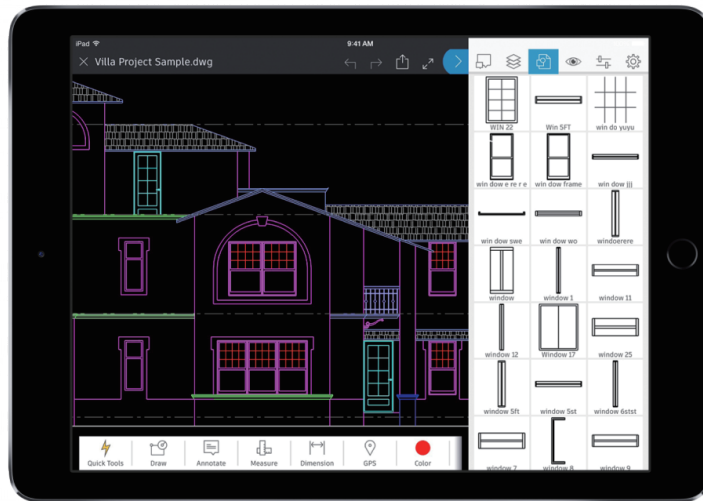 iPad
9:41 AM
Villa Project Sample.dwg
WIN 22
Win 5FT
win do yuyu
win dow e re r e
win dow frame
win dow jjj
win dow swe
win dow wo
windoerere
window
window 1
window 11
window 12
Window 17
window 25
window 5ft
window 5st
window 6stst
window 7
window 8
window 9
Quick Tools
Draw
Annotate
Measure
Dimension
GPS
Color